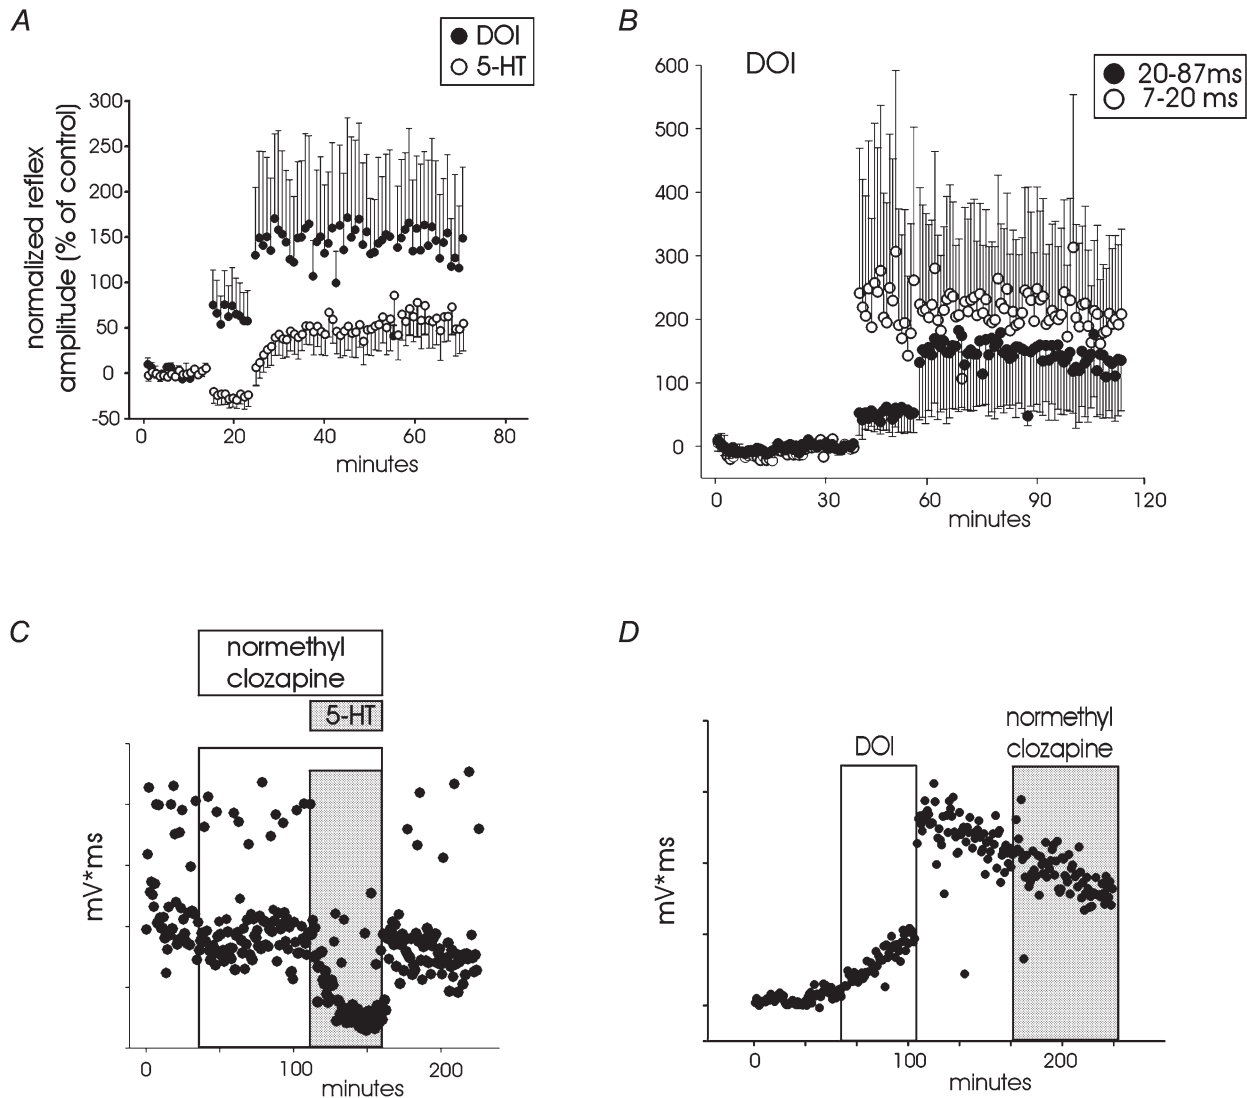 A
DOI
5-HT
normalized reflex
amplitude (% of control)
300
250
200
150
100
50
0
-50
0 20 40 60 80
minutes
B
DOI
20-87ms
7-20 ms
600
500
400
300
200
100
0
0 30 60 90 120
minutes
C
normethyl
clozapine
5-HT
mV*ms
0 100 200
minutes
D
DOI
normethyl
clozapine
mV*ms
0 100 200
minutes